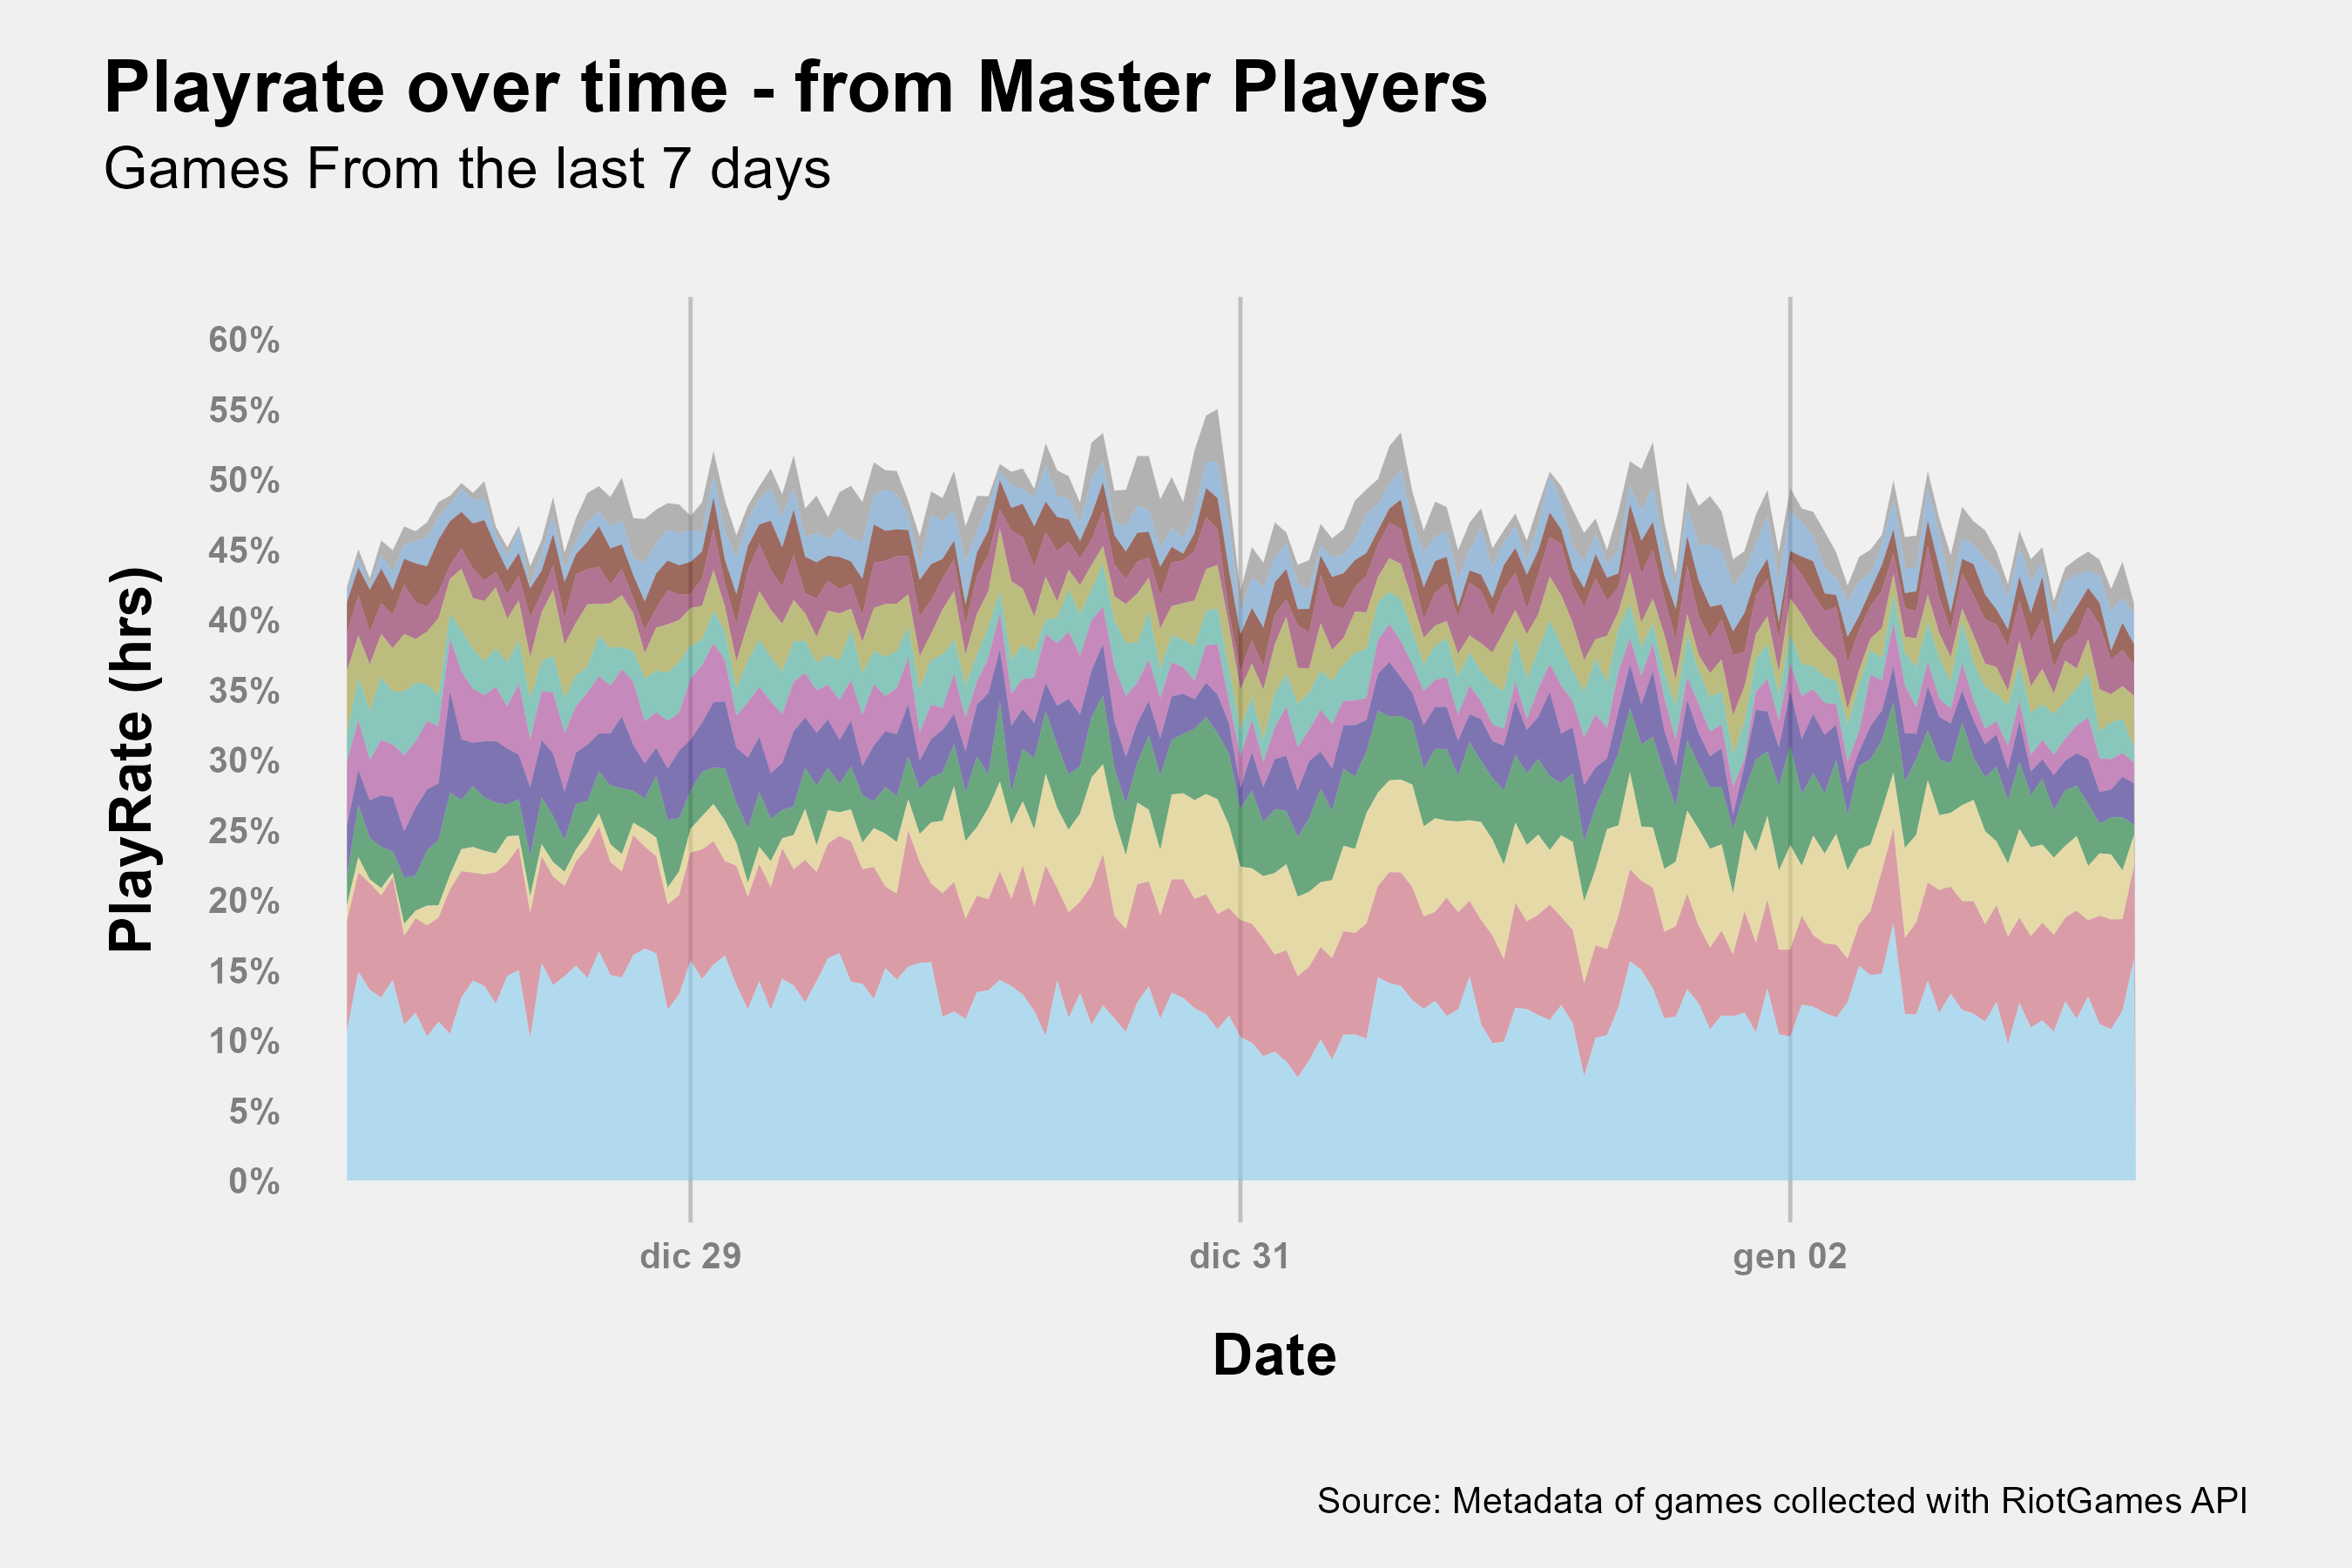 Playrate over time - from Master Players
Games From the last 7 days
PlayRate (hrs)
60%
55%
50%
45%
40%
35%
30%
25%
20%
15%
10%
5%
0%
dic 29
dic 31
gen 02
Date
Source: Metadata of games collected with RiotGames API